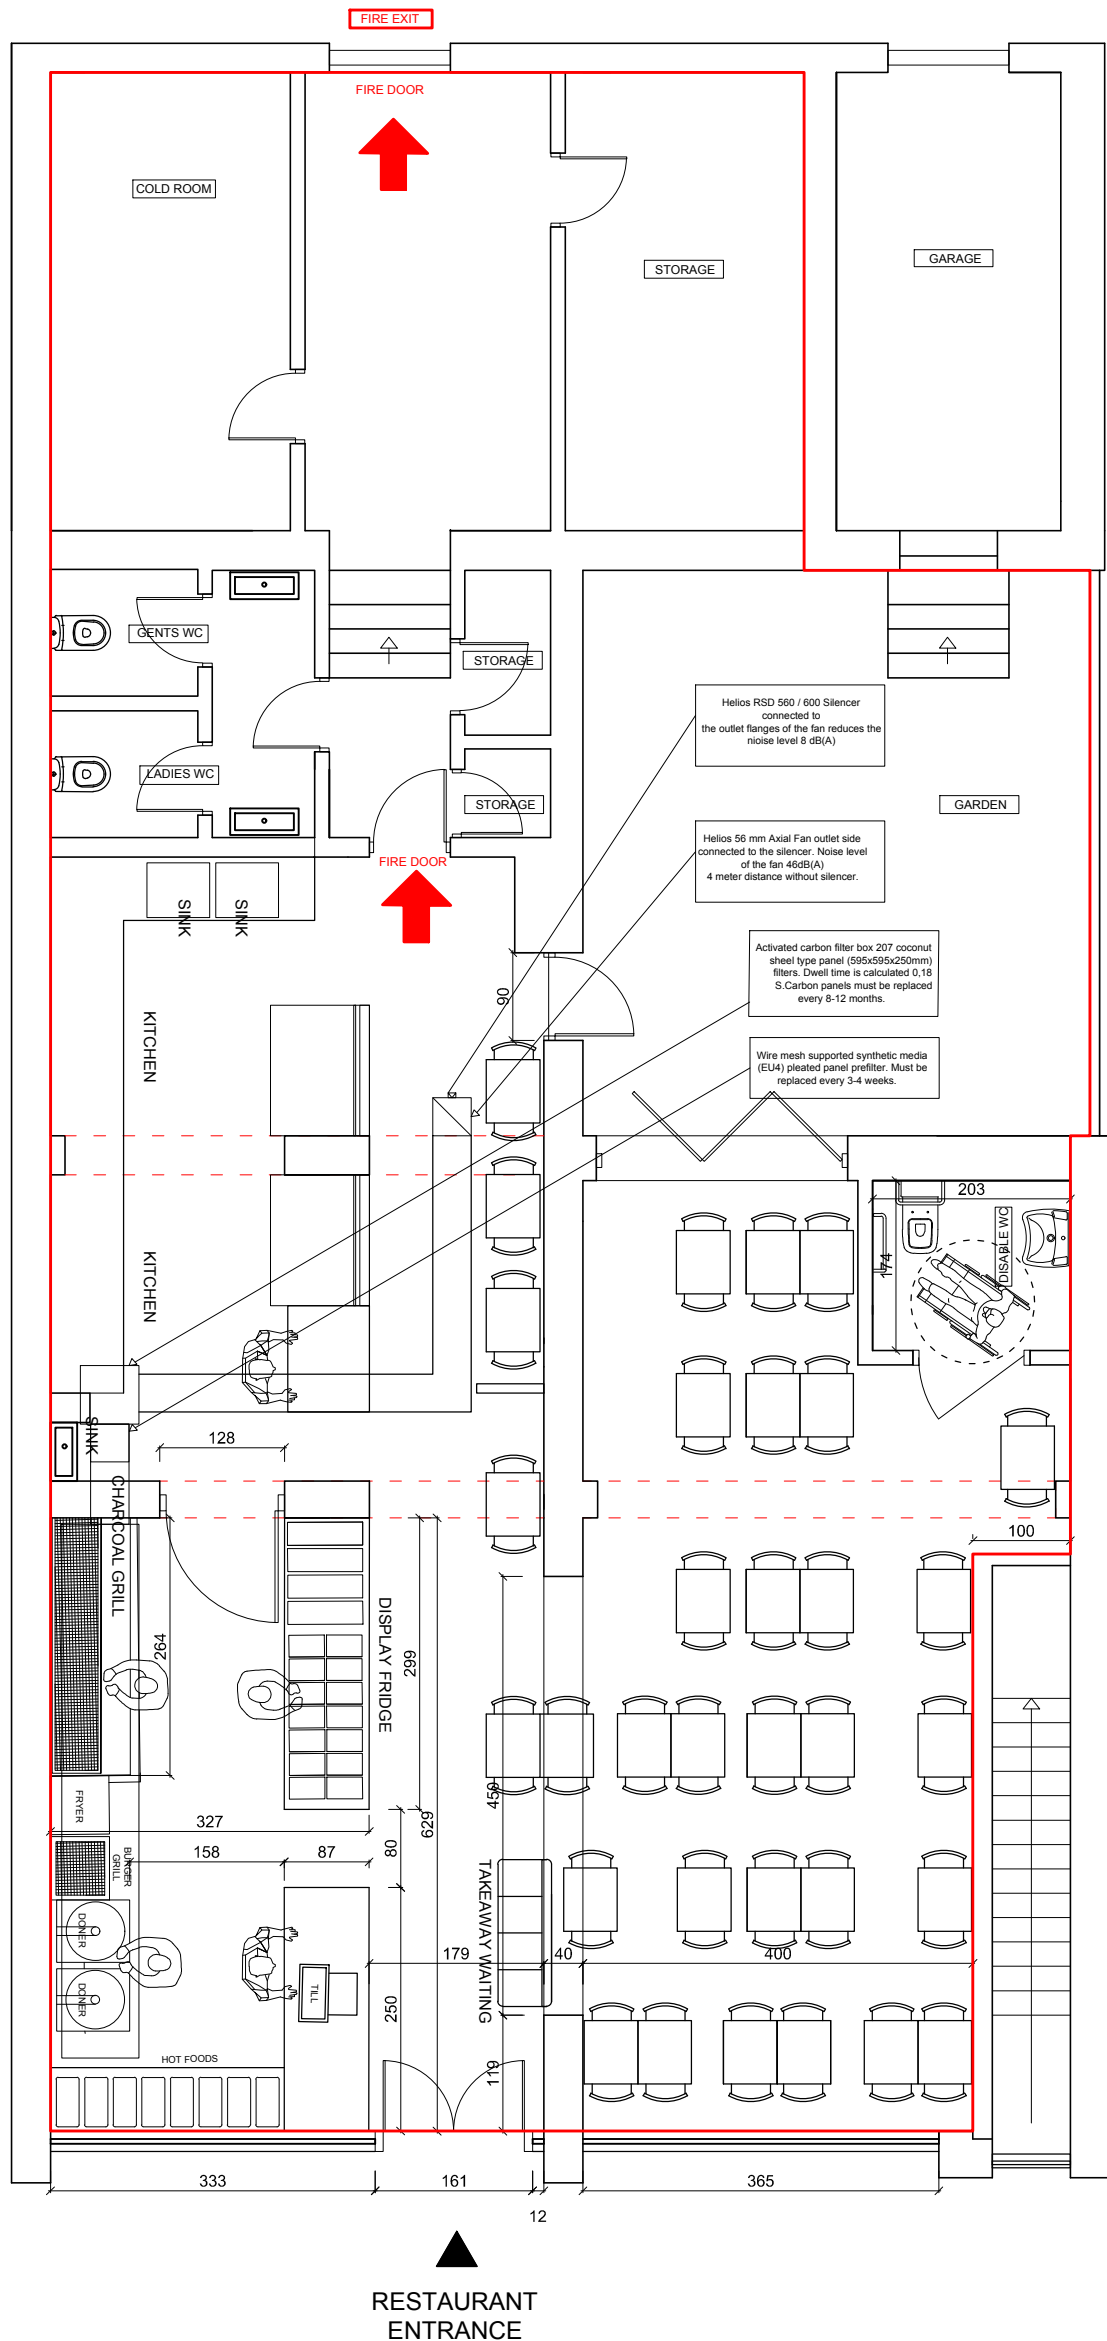 FIRE EXIT
FIRE DOOR
COLD ROOM
STORAGE
GARAGE
GENTS WC
STORAGE
LADIES WC
STORAGE
GARDEN
Helios RSD 560 / 600 Silencer
connected to
the outlet flanges of the fan reduces the
nioise level 8 dB(A)
Helios 56 mm Axial Fan outlet side
connected to the silencer. Noise level
of the fan 46dB(A)
4 meter distance without silencer.
FIRE DOOR
SINK
SINK
Activated carbon filter box 207 coconut
sheel type panel (595x595x250mm)
filters. Dwell time is calculated 0,18
S.Carbon panels must be replaced
every 8-12 months.
90
KITCHEN
Wire mesh supported synthetic media
(EU4) pleated panel prefilter. Must be
replaced every 3-4 weeks.
203
174
DISABLE WC
KITCHEN
SINK
128
CHARCOAL GRILL
100
264
DISPLAY FRIDGE
299
629
450
FRYER
327
80
BURGER
GRILL
158
87
TAKEAWAY WAITING
DONER
179
40
400
DONER
TILL
250
119
HOT FOODS
333
161
12
365
RESTAURANT
ENTRANCE